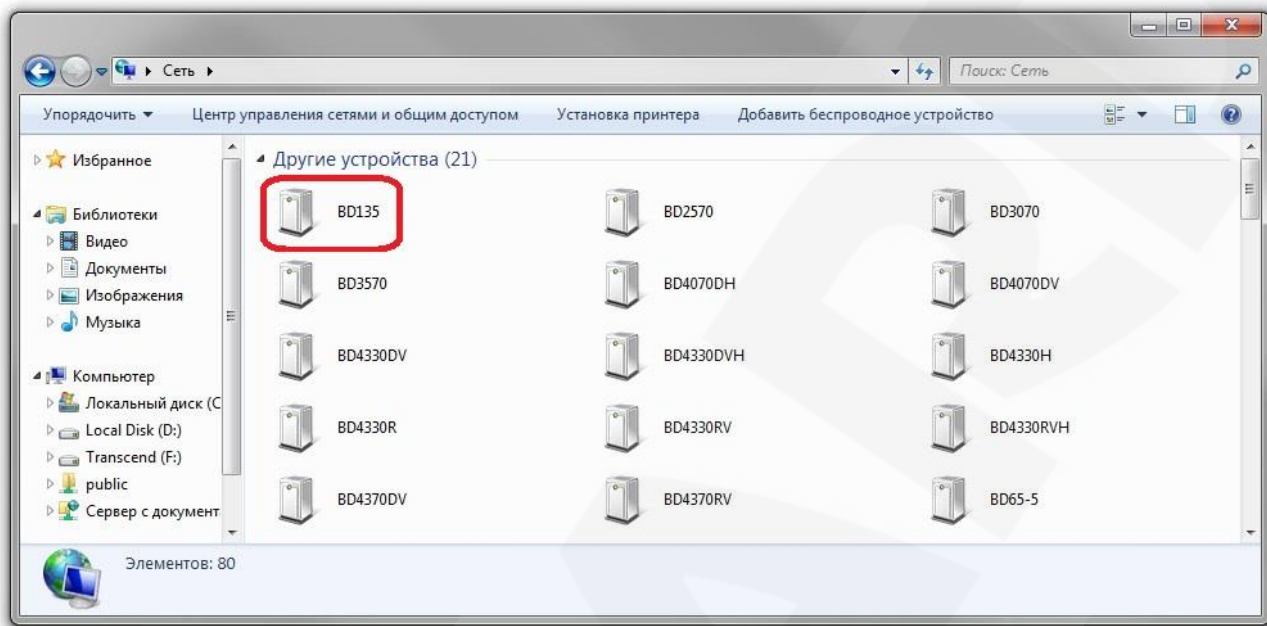 Сеть
Поиск: Сеть
Упорядочить Центр управления сетями и общим доступом Установка принтера Добавить беспроводное устройство
Избранное
Библиотеки
Видео
Документы
Изображения
Музыка
Компьютер
Локальный диск (C
Local Disk (D:)
Transcend (F:)
public
Сервер с документ
Другие устройства (21)
BD135 BD2570 BD3070
BD3570 BD4070DH BD4070DV
BD4330DV BD4330DVH BD4330H
BD4330R BD4330RV BD4330RVH
BD4370DV BD4370RV BD65-5
Элементов: 80